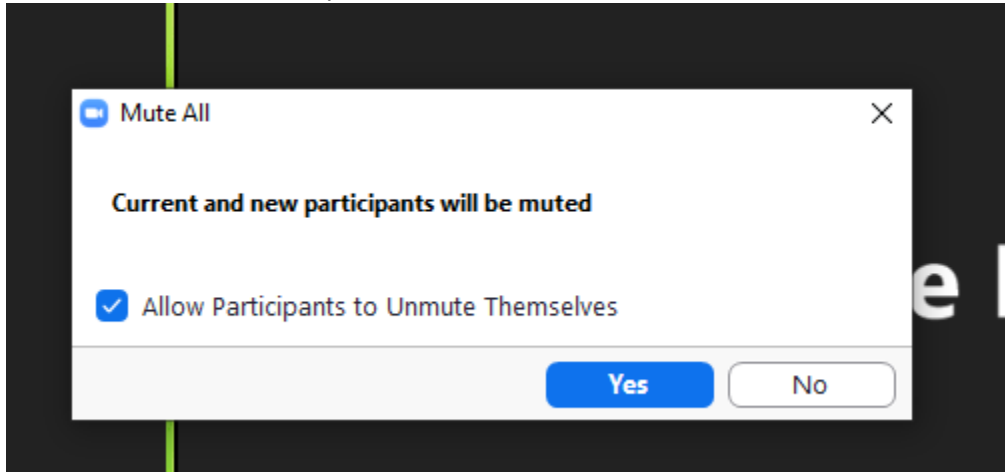 Mute All
Current and new participants will be muted
e
Allow Participants to Unmute Themselves
Yes
No